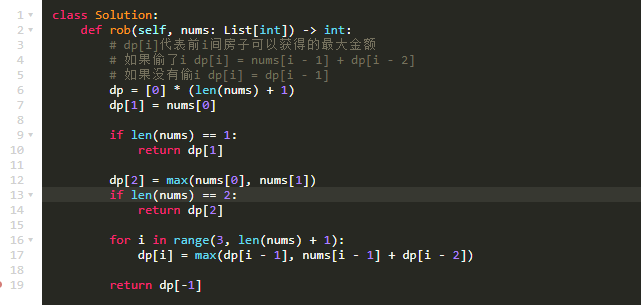 1 class Solution:
2     def rob(self, nums: List[int]) -> int:
3         # dp[i]代表前i间房子可以获得的最大金额
4         # 如果偷了i dp[i] = nums[i - 1] + dp[i - 2]
5         # 如果没有偷i dp[i] = dp[i - 1]
6         dp = [0] * (len(nums) + 1)
7         dp[1] = nums[0]
8
9         if len(nums) == 1:
10             return dp[1]
11
12         dp[2] = max(nums[0], nums[1])
13         if len(nums) == 2:
14             return dp[2]
15
16         for i in range(3, len(nums) + 1):
17             dp[i] = max(dp[i - 1], nums[i - 1] + dp[i - 2])
18
19         return dp[-1]